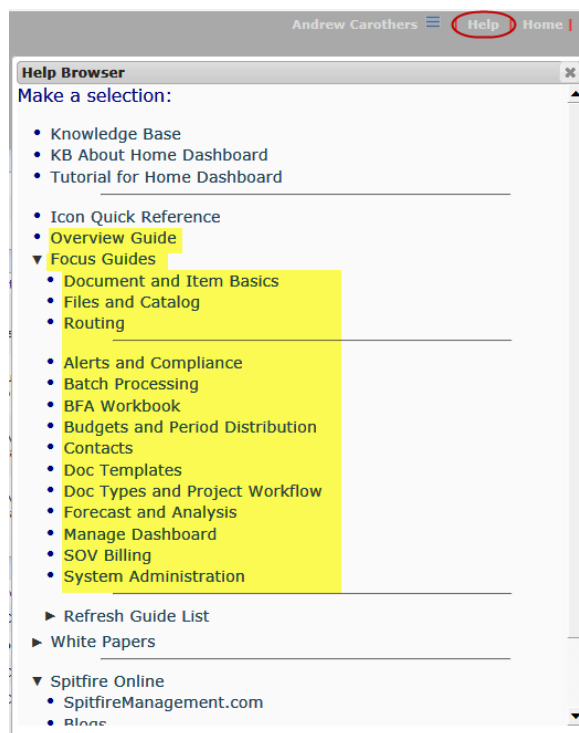 Andrew Carothers ☰ | Help | Home |
Help Browser
Make a selection:
• Knowledge Base
• KB About Home Dashboard
• Tutorial for Home Dashboard
• Icon Quick Reference
• Overview Guide
▼ Focus Guides
• Document and Item Basics
• Files and Catalog
• Routing
• Alerts and Compliance
• Batch Processing
• BFA Workbook
• Budgets and Period Distribution
• Contacts
• Doc Templates
• Doc Types and Project Workflow
• Forecast and Analysis
• Manage Dashboard
• SOV Billing
• System Administration
► Refresh Guide List
► White Papers
▼ Spitfire Online
• SpitfireManagement.com
• Blogs